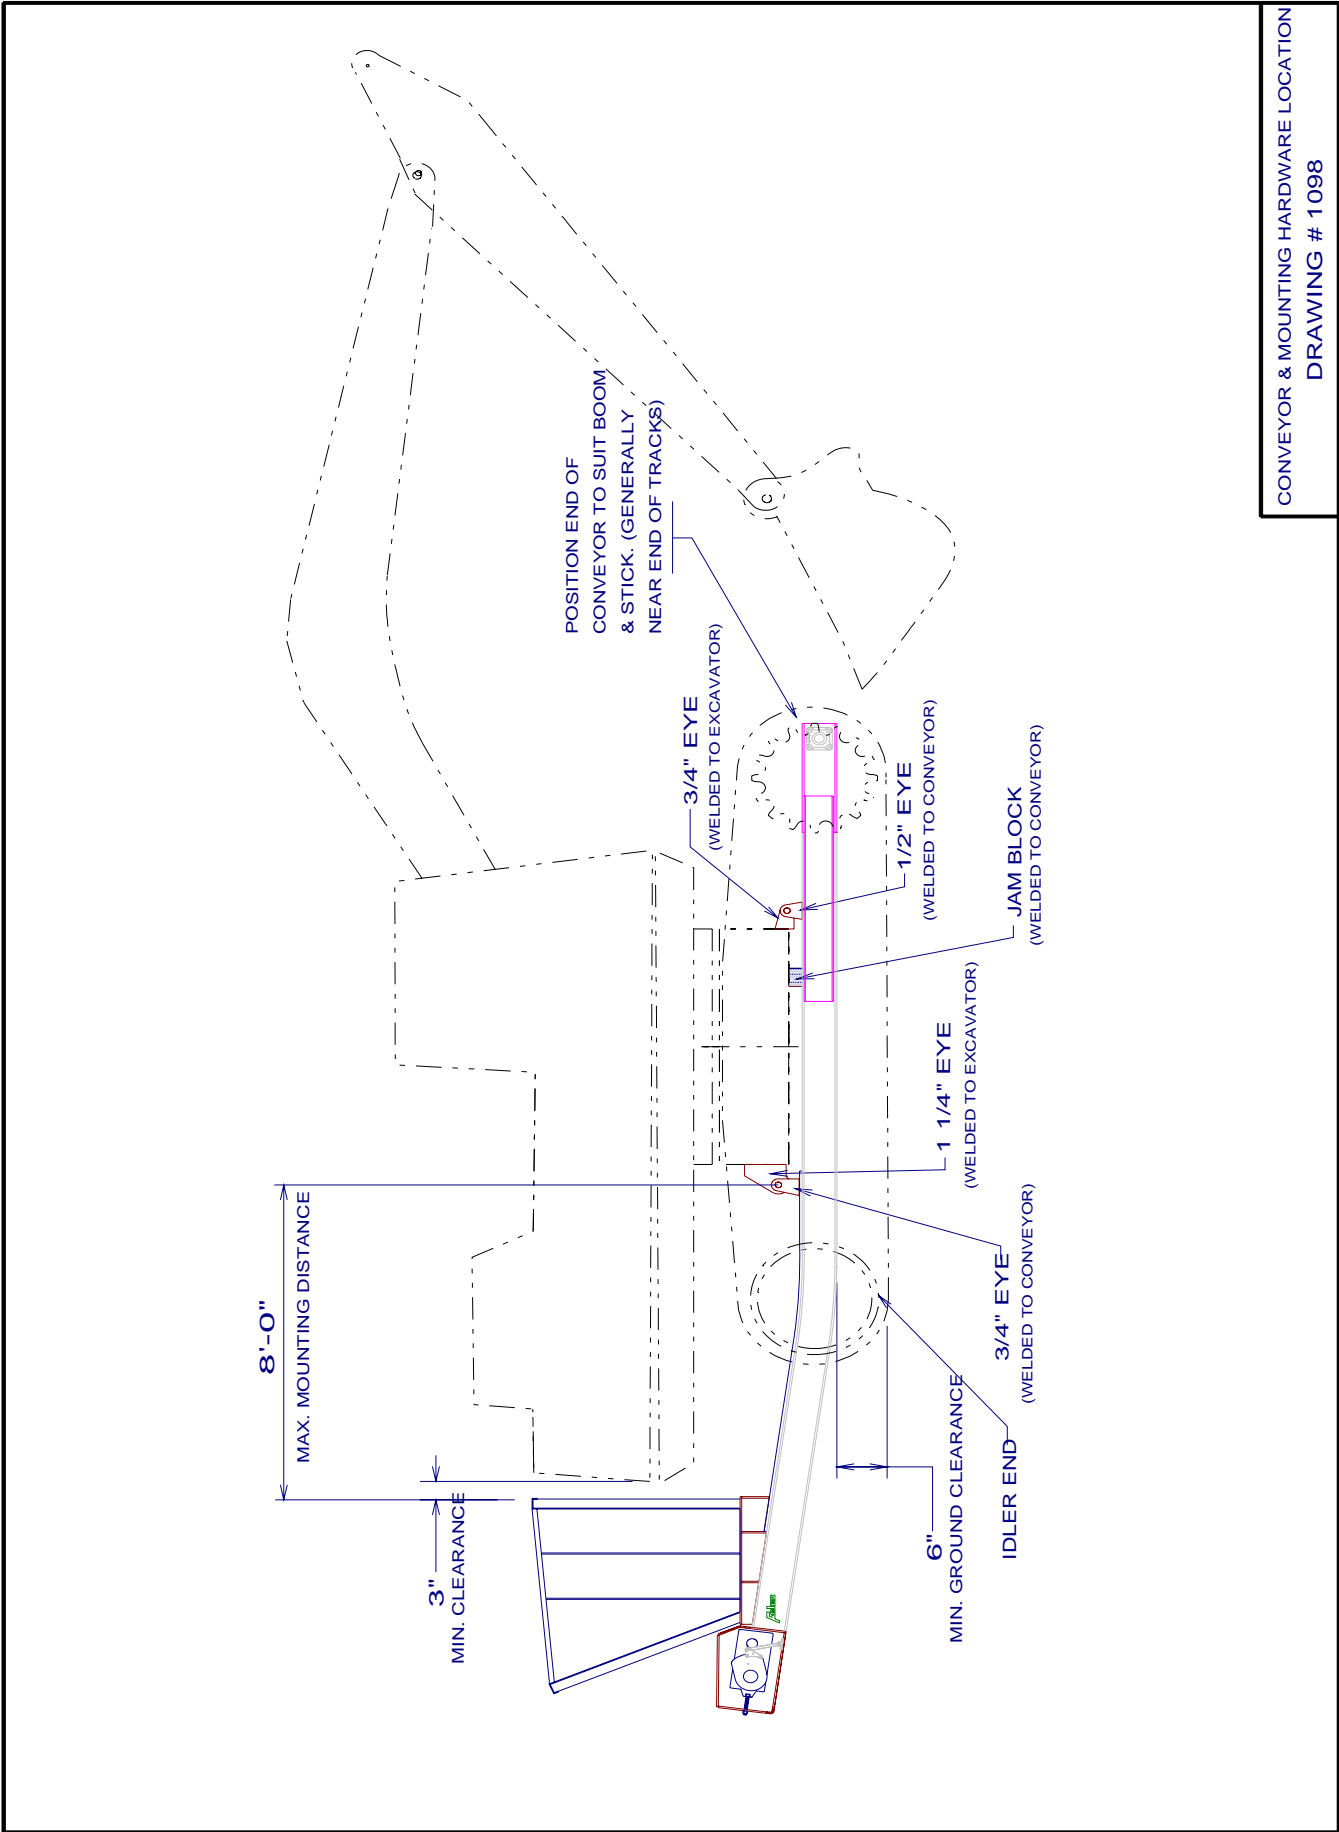 8'-0"
MAX. MOUNTING DISTANCE
3"
MIN. CLEARANCE
POSITION END OF
CONVEYOR TO SUIT BOOM
& STICK. (GENERALLY
NEAR END OF TRACKS)
3/4" EYE
(WELDED TO EXCAVATOR)
1/2" EYE
(WELDED TO CONVEYOR)
JAM BLOCK
(WELDED TO CONVEYOR)
1 1/4" EYE
(WELDED TO EXCAVATOR)
3/4" EYE
(WELDED TO CONVEYOR)
6"
MIN. GROUND CLEARANCE
IDLER END
CONVEYOR & MOUNTING HARDWARE LOCATION
DRAWING # 1098